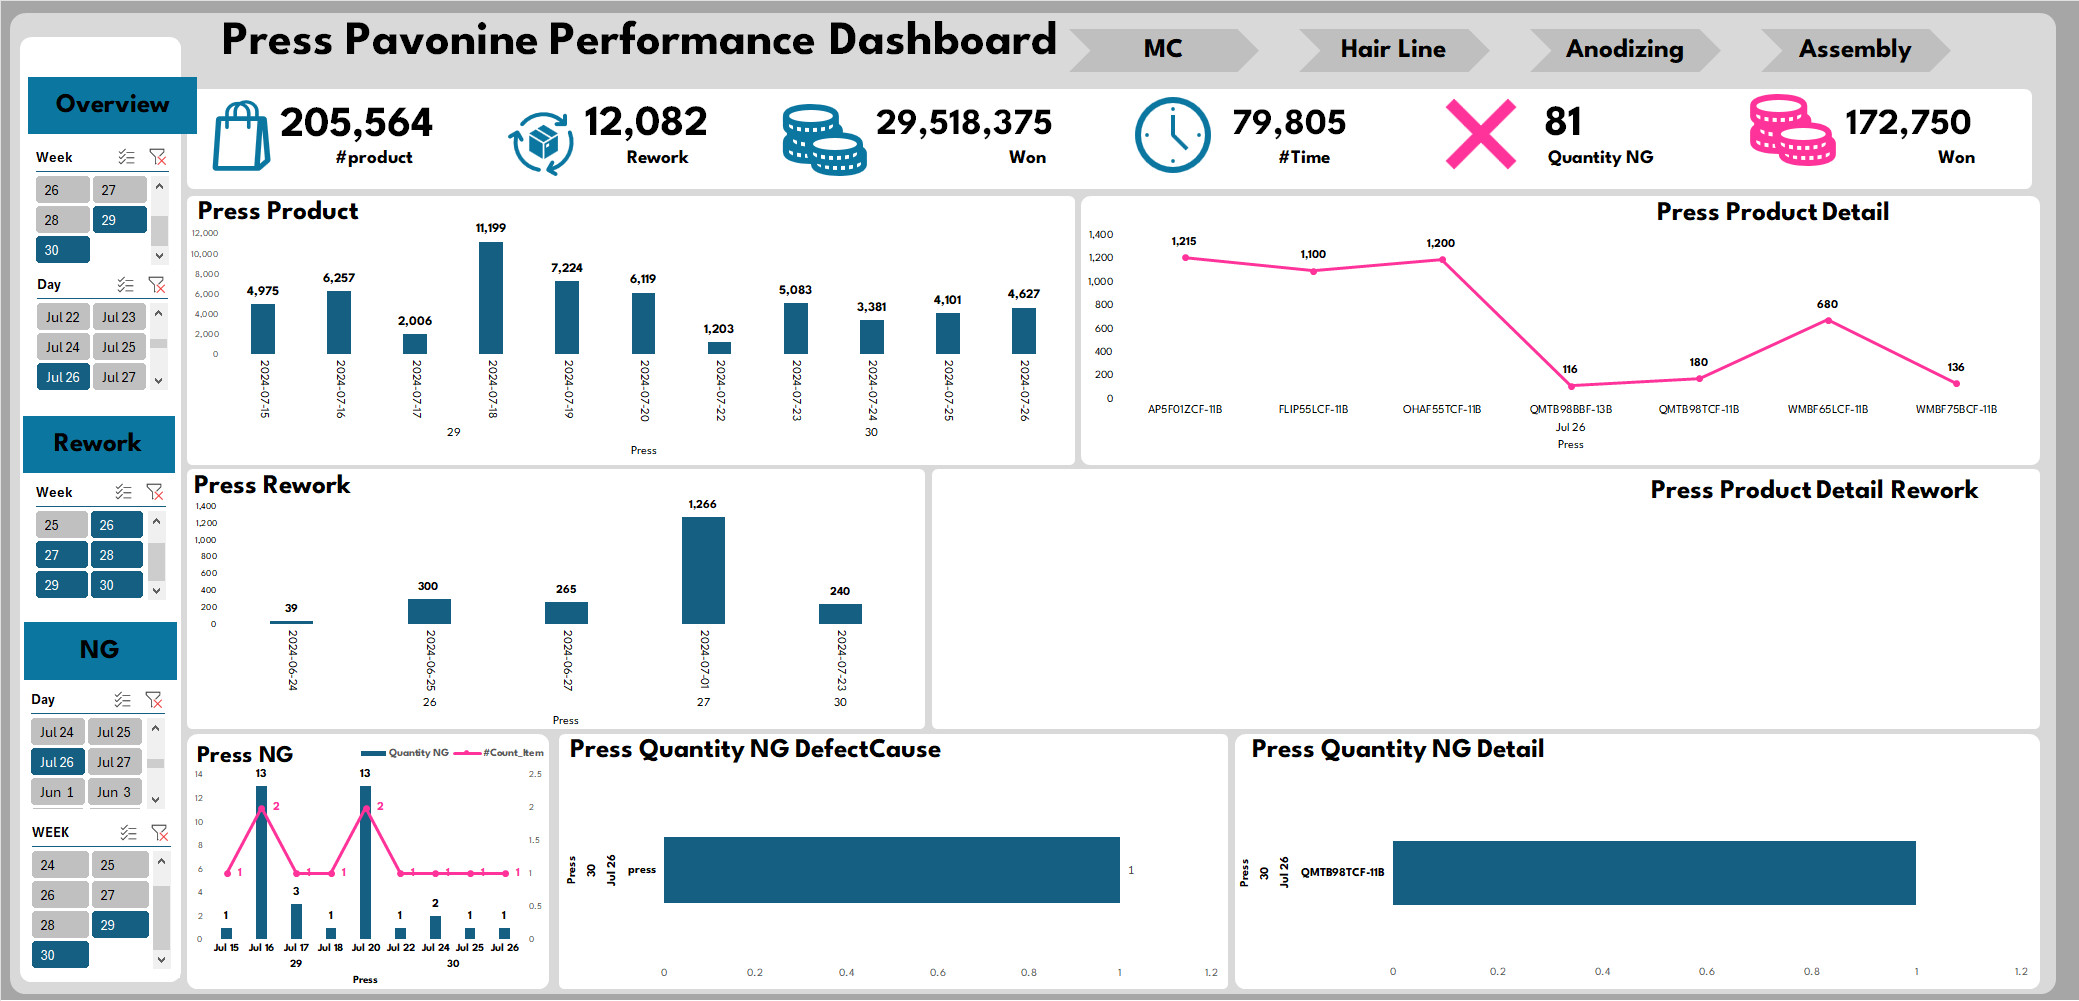 Press Pavonine Performance Dashboard
MC
Hair Line
Anodizing
Assembly
Overview
205,564
#product
12,082
Rework
29,518,375
Won
79,805
#Time
81
Quantity NG
172,750
Won
Week
26 27
28 29
30
Day
Jul 22 Jul 23
Jul 24 Jul 25
Jul 26 Jul 27
Rework
Week
25 26
27 28
29 30
NG
Day
Jul 24 Jul 25
Jul 26 Jul 27
Jun 1 Jun 3
WEEK
24 25
26 27
28 29
30
Press Product
12,000
10,000
8,000
6,000
4,000
2,000
0
4,975 6,257 2,006 11,199 7,224 6,119 1,203 5,083 3,381 4,101 4,627
2024-07-15 2024-07-16 2024-07-17 2024-07-18 2024-07-19 2024-07-20 2024-07-22 2024-07-23 2024-07-24 2024-07-25 2024-07-26
29 30
Press
Press Product Detail
1,400
1,200
1,000
800
600
400
200
0
1,215 1,100 1,200 116 180 680 136
AP5F01ZCF-11B FLIP55LCF-11B OHAF55TCF-11B QMTB98BBF-13B QMTB98TCF-11B WMBF65LCF-11B WMBF75BCF-11B
Jul 26
Press
Press Rework
1,400
1,200
1,000
800
600
400
200
0
39 300 265 1,266 240
2024-06-24 2024-06-25 2024-06-27 2024-07-01 2024-07-23
26 27 30
Press
Press Product Detail Rework
Press NG
Quantity NG #Count_Item
14
12
10
8
6
4
2
0
2.5
2
1.5
1
0.5
0
1 13 3 1 13 1 2 1 1
1 2 1 1 2 1 1 1 1
Jul 15 Jul 16 Jul 17 Jul 18 Jul 20 Jul 22 Jul 24 Jul 25 Jul 26
29 30
Press
Press Quantity NG DefectCause
Press
30
Jul 26
press
1
0 0.2 0.4 0.6 0.8 1 1.2
Press Quantity NG Detail
Press
30
Jul 26
QMTB98TCF-11B
0 0.2 0.4 0.6 0.8 1 1.2